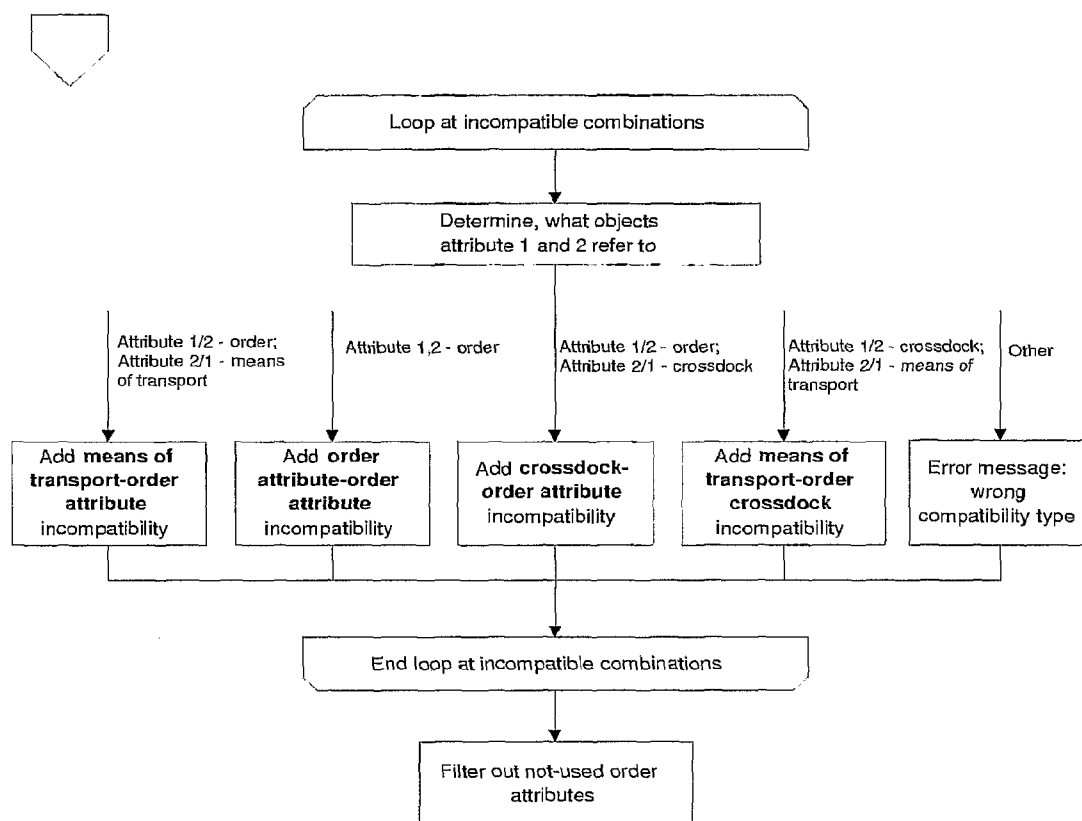 Loop at incompatible combinations
Determine, what objects
attribute 1 and 2 refer to
Attribute 1/2 - order;
Attribute 2/1 - means
of transport
Attribute 1,2 - order
Attribute 1/2 - order;
Attribute 2/1 - crossdock
Attribute 1/2 - crossdock;
Attribute 2/1 - means of
transport
Other
Add means of
transport-order
attribute
incompatibility
Add order
attribute-order
attribute
incompatibility
Add crossdock-
order attribute
incompatibility
Add means of
transport-order
crossdock
incompatibility
Error message:
wrong
compatibility type
End loop at incompatible combinations
Filter out not-used order
attributes